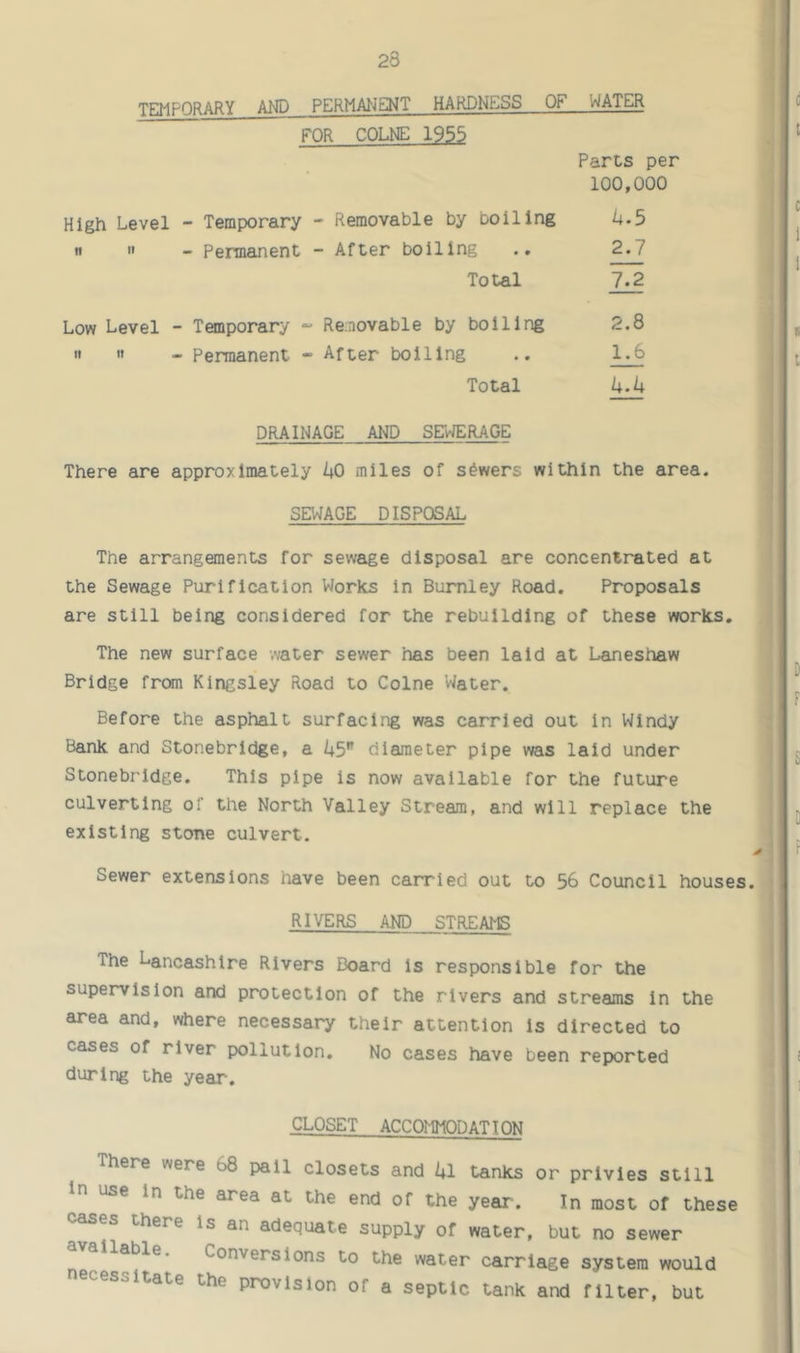 28
TEMPORARY AND PERMANENT HARDNESS OF WATER
FOR COLNE 1955
Parts per
100,000
High Level - Temporary - Removable by boiling 4.5
" " - Permanent - After boiling .. 2.7
Total 7.2
Low Level - Temporary - Removable by boiling 2.8
" " - Permanent - After boiling .. 1.6
Total 4.4
DRAINAGE AND SEWERAGE
There are approximately 40 miles of sewers within the area.
SEWAGE DISPOSAL
The arrangements for sewage disposal are concentrated at
the Sewage Purification Works in Burnley Road. Proposals
are still being considered for the rebuilding of these works.
The new surface water sewer has been laid at Laneshaw
Bridge from Kingsley Road to Colne Water.
Before the asphalt surfacing was carried out in Windy
Bank and Stonebridge, a 45" diameter pipe was laid under
Stonebridge. This pipe is now available for the future
culverting of the North Valley Stream, and will replace the
existing stone culvert.
Sewer extensions have been carried out to 56 Council houses.
RIVERS AND STREAMS
The Lancashire Rivers Board is responsible for the
supervision and protection of the rivers and streams in the
area and, where necessary their attention is directed to
cases of river pollution. No cases have been reported
during the year.
CLOSET ACCOMMODATION
There were 68 pail closets and 41 tanks or privies still
in use in the area at the end of the year. In most of these
cases there is an adequate supply of water, but no sewer
available. Conversions to the water carriage system would
necessitate the provision of a septic tank and filter, but